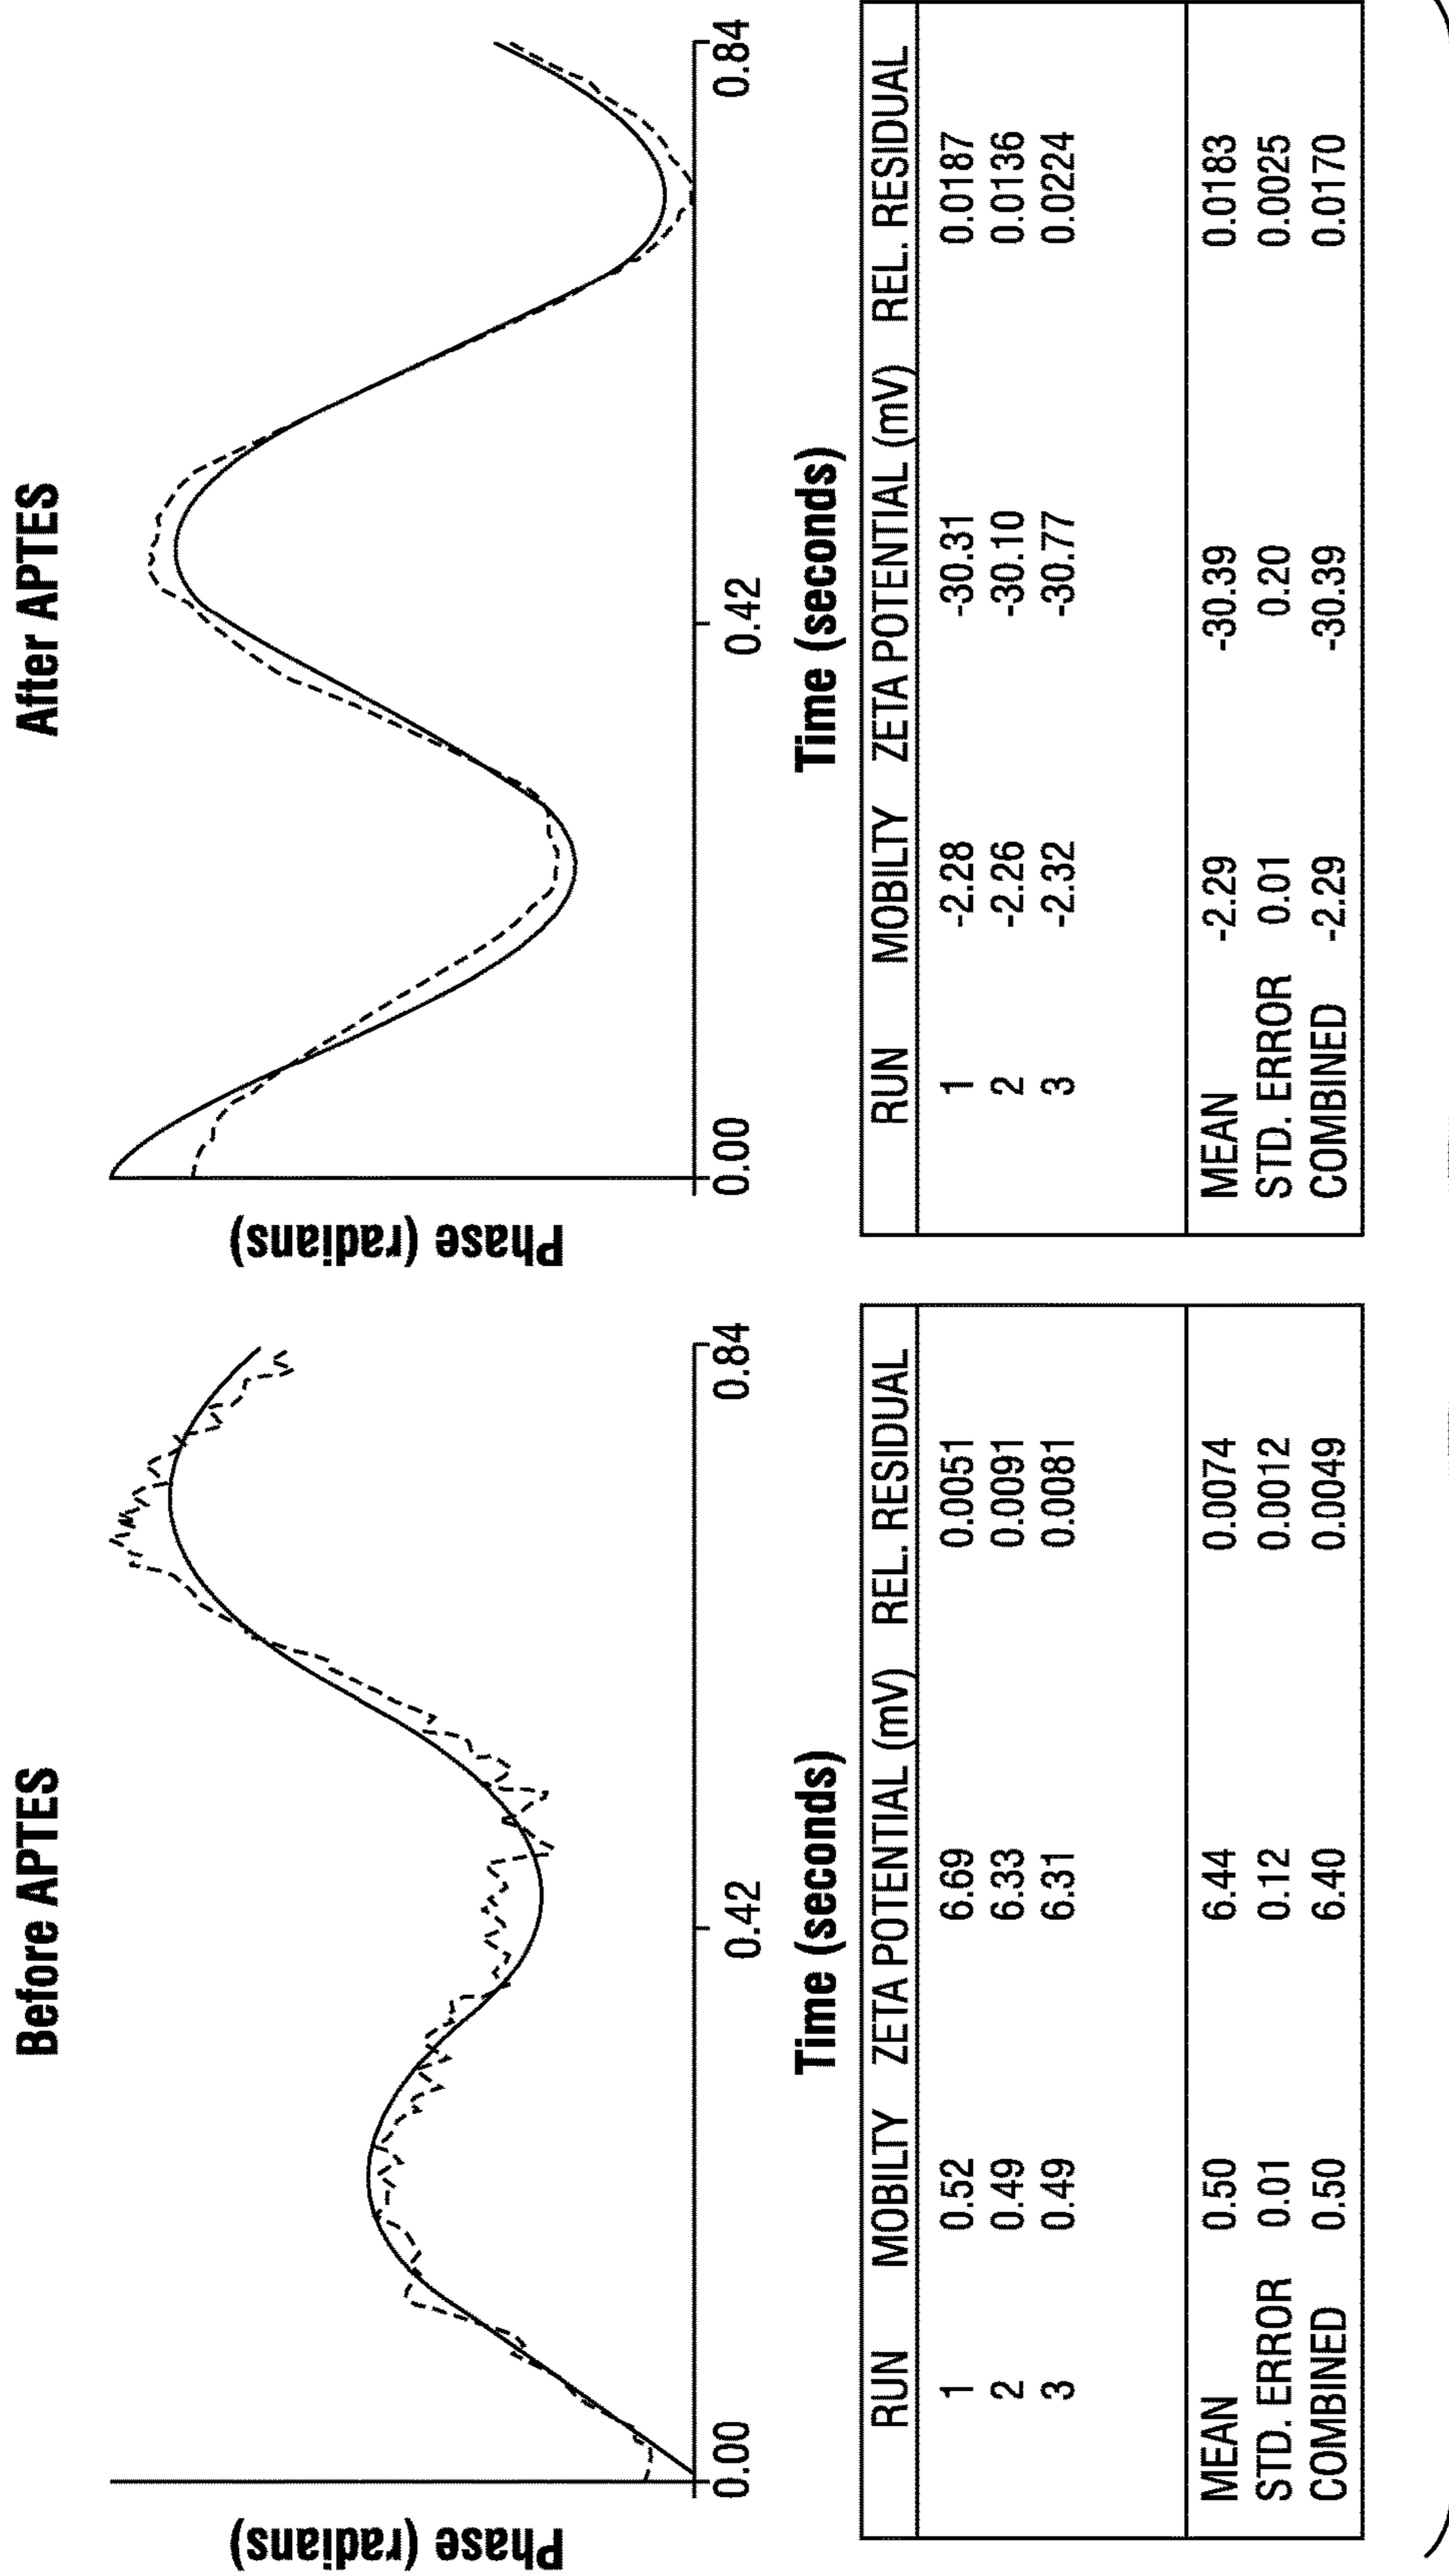 Before APTES
Phase (radians)
0.00 0.42 0.84
Time (seconds)
RUN MOBILTY ZETA POTENTIAL (mV) REL. RESIDUAL
1 0.52 6.69 0.0051
2 0.49 6.33 0.0091
3 0.49 6.31 0.0081
MEAN 0.50 6.44 0.0074
STD. ERROR 0.01 0.12 0.0012
COMBINED 0.50 6.40 0.0049
After APTES
Phase (radians)
0.00 0.42 0.84
Time (seconds)
RUN MOBILTY ZETA POTENTIAL (mV) REL. RESIDUAL
1 -2.28 -30.31 0.0187
2 -2.26 -30.10 0.0136
3 -2.32 -30.77 0.0224
MEAN -2.29 -30.39 0.0183
STD. ERROR 0.01 0.20 0.0025
COMBINED -2.29 -30.39 0.0170